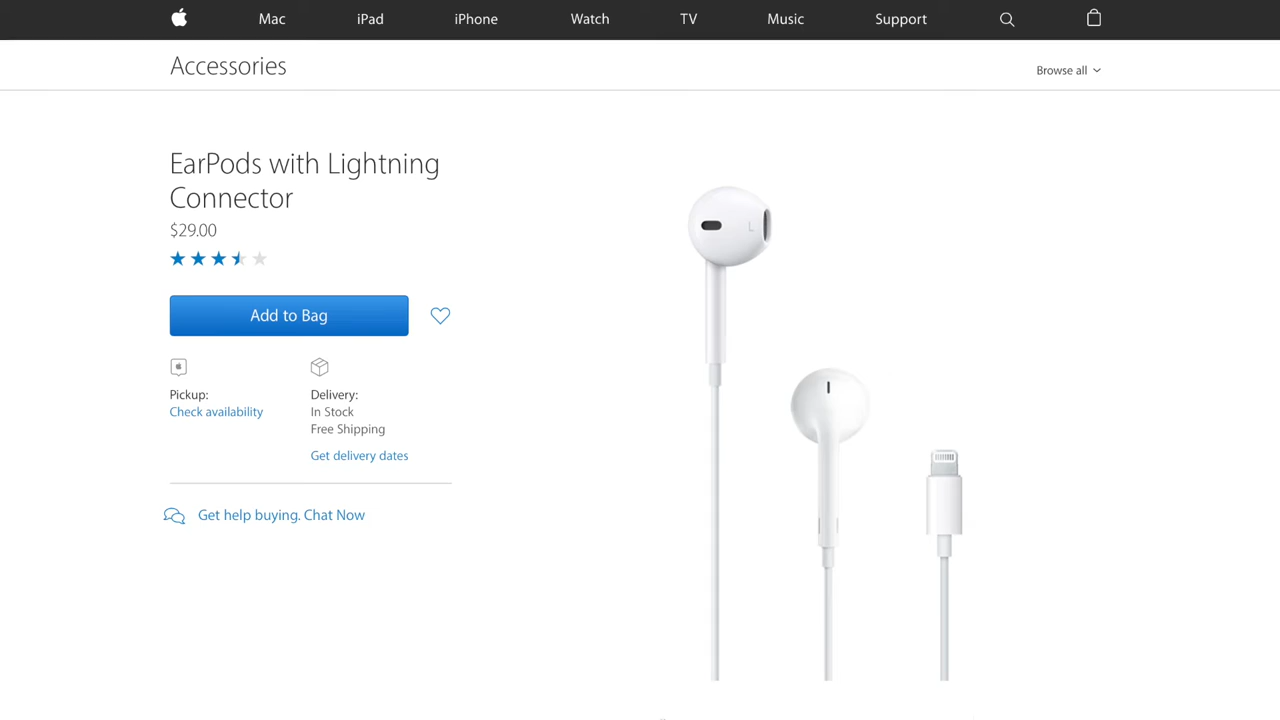 Mac iPad iPhone Watch TV Music Support
Accessories
Browse all
EarPods with Lightning
Connector
$29.00
Add to Bag
Pickup:
Check availability
Delivery:
In Stock
Free Shipping
Get delivery dates
Get help buying. Chat Now
L